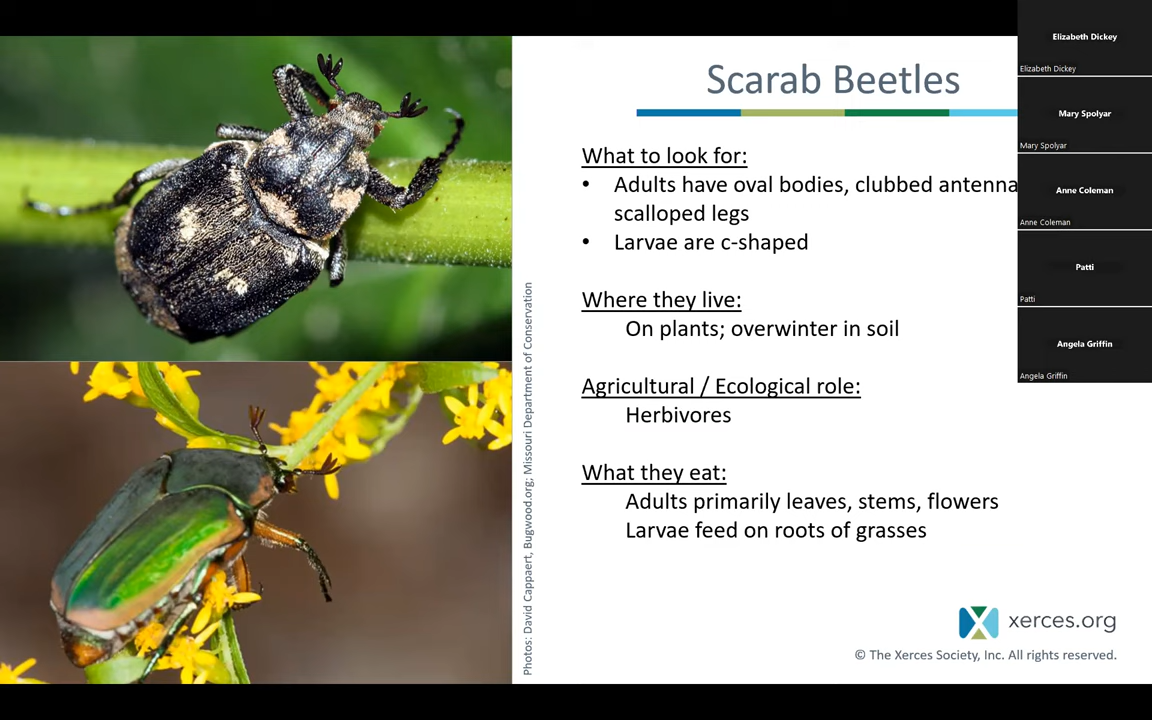 Scarab Beetles
What to look for:
• Adults have oval bodies, clubbed antenna
scalloped legs
• Larvae are c-shaped
Where they live:
On plants; overwinter in soil
Agricultural / Ecological role:
Herbivores
What they eat:
Adults primarily leaves, stems, flowers
Larvae feed on roots of grasses
Photos: David Cappaert, Bugwood.org; Missouri Department of Conservation
xerces.org
© The Xerces Society, Inc. All rights reserved.
Elizabeth Dickey
Elizabeth Dickey
Mary Spolyar
Mary Spolyar
Anne Coleman
Anne Coleman
Patti
Patti
Angela Griffin
Angela Griffin